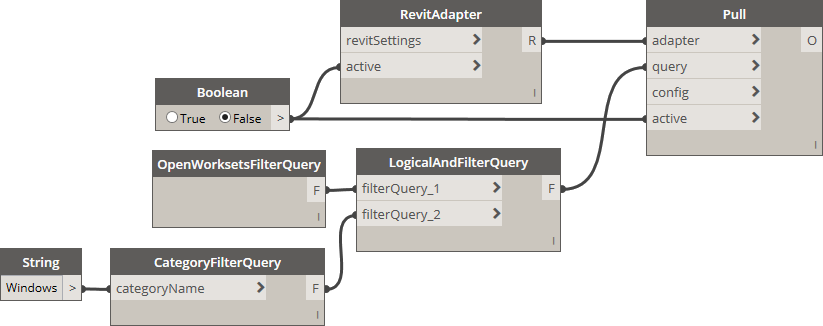 RevitAdapter
revitSettings > R
active >
I
Pull
adapter > O
query >
config >
active >
I
Boolean
True False >
OpenWorksetsFilterQuery
F
I
LogicalAndFilterQuery
filterQuery_1 > F
filterQuery_2 >
I
String
Windows >
CategoryFilterQuery
categoryName > F
I